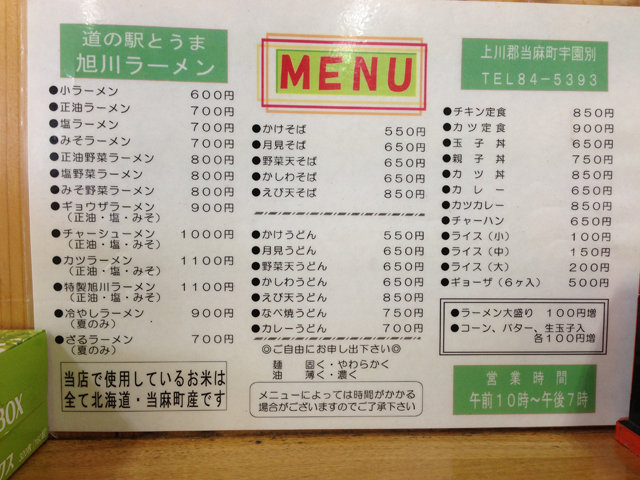 道の駅とうま
旭川ラーメン
●小ラーメン 600円
●正油ラーメン 700円
●塩ラーメン 700円
●みそラーメン 700円
●正油野菜ラーメン 800円
●塩野菜ラーメン 800円
●みそ野菜ラーメン 800円
●ギョウザラーメン 900円
(正油・塩・みそ)
●チャーシューメン 1000円
(正油・塩・みそ)
●カツラーメン 1100円
(正油・塩・みそ)
●特製旭川ラーメン 1100円
(正油・塩・みそ)
●冷やしラーメン 900円
(夏のみ)
●ざるラーメン 700円
(夏のみ)
当店で使用しているお米は
全て北海道・当麻町産です
MENU
●かけそば 550円
●月見そば 650円
●野菜天そば 650円
●かしわそば 650円
●えび天そば 850円
●かけうどん 550円
●月見うどん 650円
●野菜天うどん 650円
●かしわうどん 650円
●えび天うどん 850円
●なべ焼うどん 750円
●カレーうどん 700円
◎ご自由にお申し出下さい◎
麺 固く・やわらかく
油 薄く・濃く
メニューによっては時間がかかる
場合がございますのでご了承下さい
上川郡当麻町宇園別
TEL84-5393
●チキン定食 850円
●カツ定食 900円
●玉子丼 650円
●親子丼 750円
●カツ丼 850円
●カレー 650円
●カツカレー 850円
●チャーハン 650円
●ライス(小) 100円
●ライス(中) 150円
●ライス(大) 200円
●ギョーザ(6ヶ入) 500円
●ラーメン大盛り 100円増
●コーン、バター、生玉子入
各100円増
営業時間
午前10時～午後7時
BOX